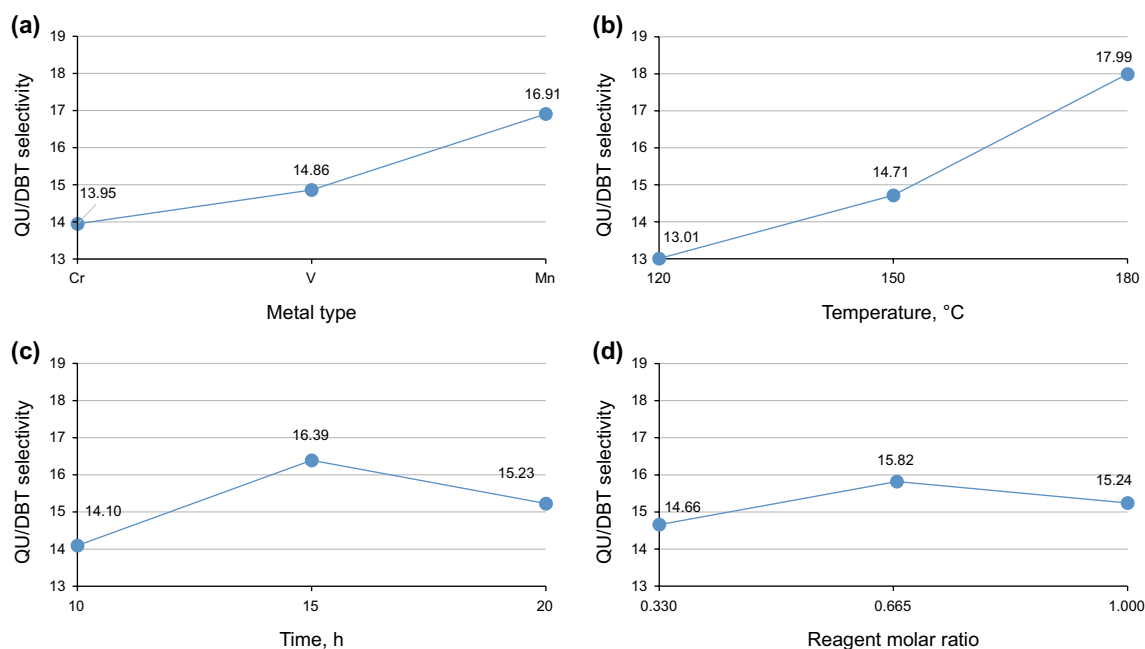 (a)
QU/DBT selectivity
19
18
17
16
15
14
13
13.95
14.86
16.91
Cr V Mn
Metal type
(b)
QU/DBT selectivity
19
18
17
16
15
14
13
13.01
14.71
17.99
120 150 180
Temperature, °C
(c)
QU/DBT selectivity
19
18
17
16
15
14
13
14.10
16.39
15.23
10 15 20
Time, h
(d)
QU/DBT selectivity
19
18
17
16
15
14
13
14.66
15.82
15.24
0.330 0.665 1.000
Reagent molar ratio